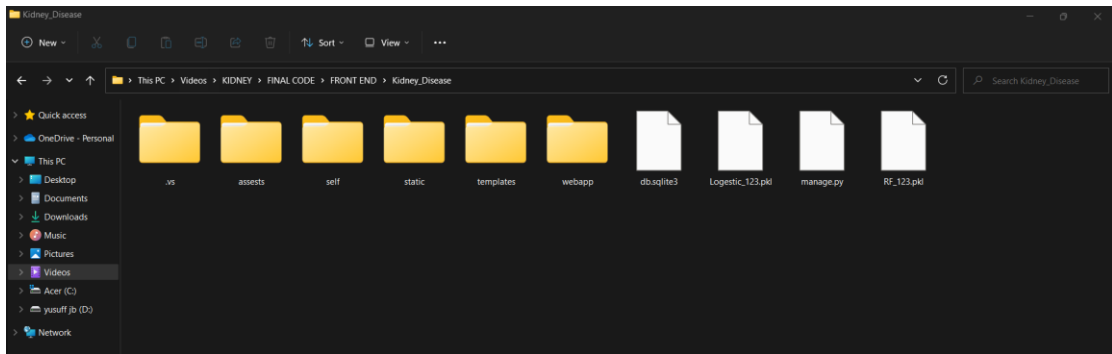 Kidney_Disease
New
Sort
View
This PC > Videos > KIDNEY > FINAL CODE > FRONT END > Kidney_Disease
Search Kidney_Disease
Quick access
OneDrive - Personal
This PC
Desktop
Documents
Downloads
Music
Pictures
Videos
Acer (C:)
yusuff jb (D:)
Network
.vs
assests
self
static
templates
webapp
db.sqlite3
Logestic_123.pkl
manage.py
RF_123.pkl